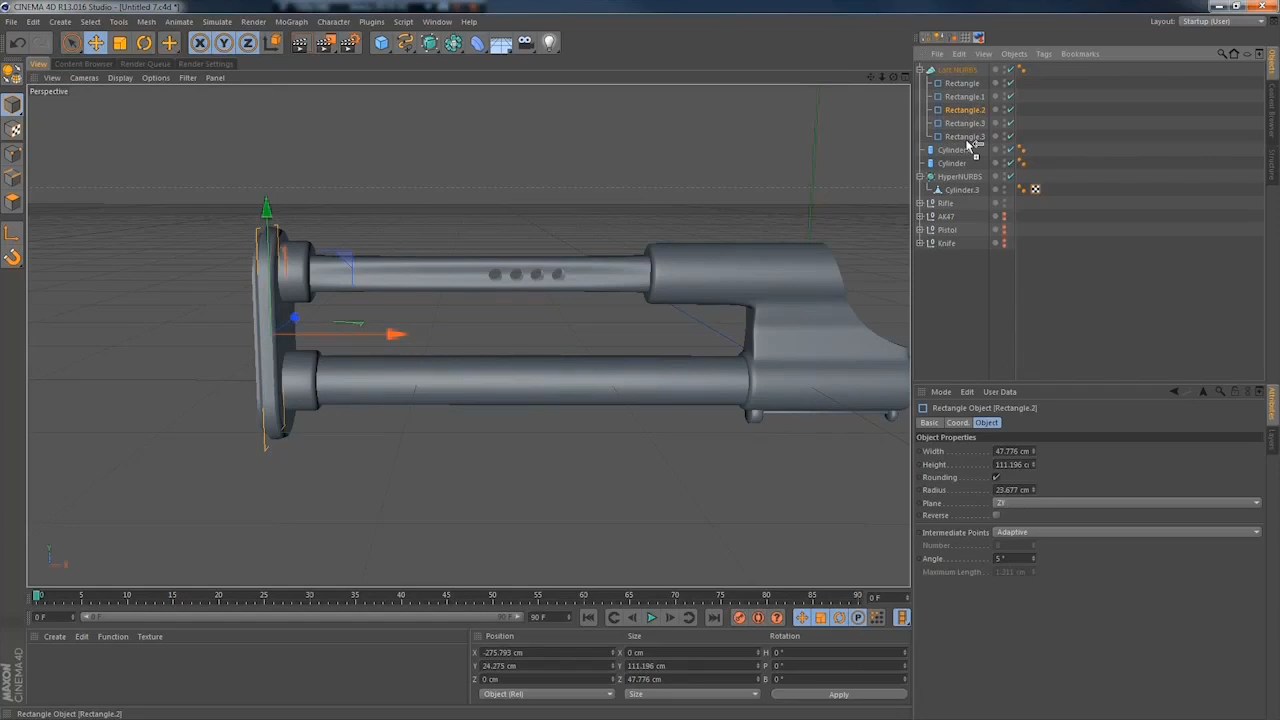 CINEMA 4D R13.016 Studio - [Untitled 7.c4d *]
File Edit Create Select Tools Mesh Animate Simulate Render MoGraph Character Plugins Script Window Help
Layout: Startup (User)
View Content Browser Render Queue Render Settings
View Cameras Display Options Filter Panel
Perspective
File Edit View Objects Tags Bookmarks
Loft NURBS
Rectangle
Rectangle.1
Rectangle.2
Rectangle.3
Rectangle.3
Cylinder
Cylinder
HyperNURBS
Cylinder.3
Rifle
AK47
Pistol
Knife
Objects
Content Browser
Structure
Mode Edit User Data
Rectangle Object [Rectangle.2]
Basic Coord. Object
Object Properties
Width 47.776 cm
Height 111.196 c
Rounding
Radius 23.677 cm
Plane ZY
Reverse
Intermediate Points Adaptive
Number
Angle 5 °
Maximum Length
Attributes
Layers
0 5 10 15 20 25 30 35 40 45 50 55 60 65 70 75 80 85 90 0 F
0 F 0 F 90 F 90 F
Create Edit Function Texture
Position Size Rotation
X -275.793 cm X 0 cm H 0 °
Y 24.275 cm Y 111.196 cm P 0 °
Z 0 cm Z 47.776 cm B 0 °
Object (Rel) Size Apply
MAXON CINEMA 4D
Rectangle Object [Rectangle.2]